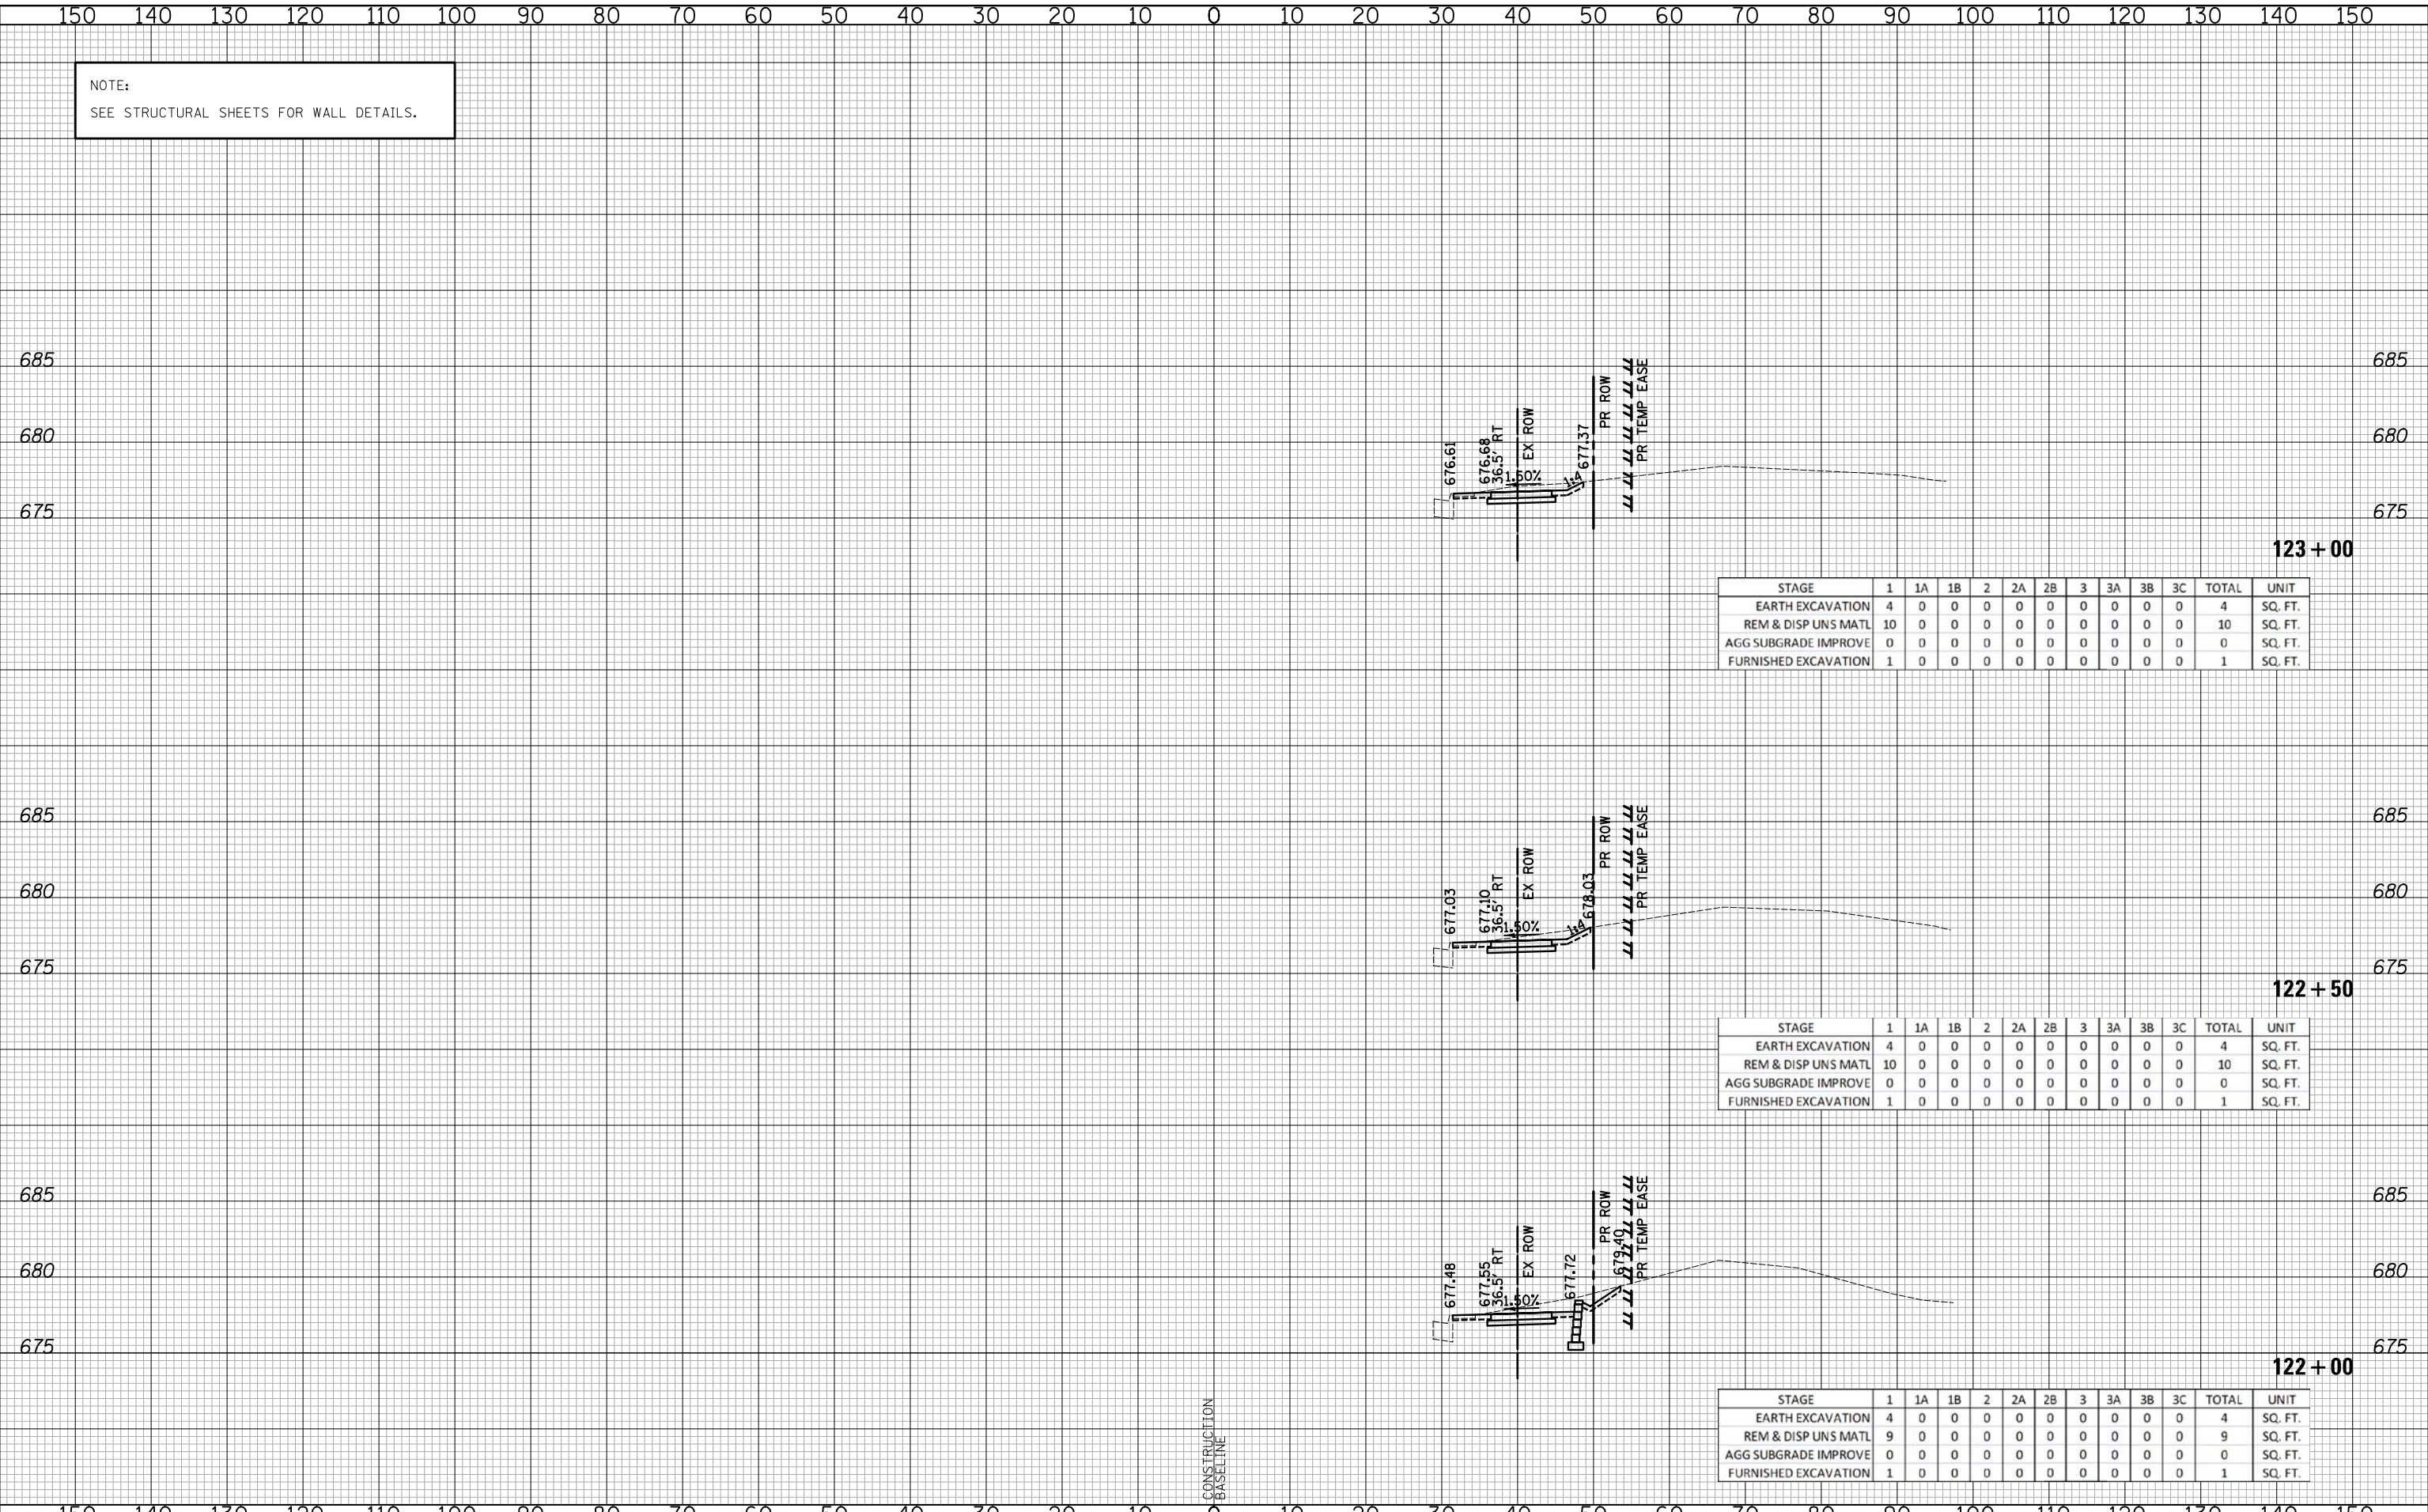 150 140 130 120 110 100 90 80 70 60 50 40 30 20 10 0 10 20 30 40 50 60 70 80 90 100 110 120 130 140 150
NOTE:
SEE STRUCTURAL SHEETS FOR WALL DETAILS.
685 685
680 680
675 675
676.61
676.68
36.5' RT
EX ROW
1.50%
1:4
677.37
PR ROW
PR TEMP EASE
123+00
STAGE 1 1A 1B 2 2A 2B 3 3A 3B 3C TOTAL UNIT
EARTH EXCAVATION 4 0 0 0 0 0 0 0 0 0 4 SQ. FT.
REM & DISP UNS MATL 10 0 0 0 0 0 0 0 0 0 10 SQ. FT.
AGG SUBGRADE IMPROVE 0 0 0 0 0 0 0 0 0 0 0 SQ. FT.
FURNISHED EXCAVATION 1 0 0 0 0 0 0 0 0 0 1 SQ. FT.
685 685
680 680
675 675
677.03
677.10
36.5' RT
EX ROW
1.50%
1:4
678.03
PR ROW
PR TEMP EASE
122+50
STAGE 1 1A 1B 2 2A 2B 3 3A 3B 3C TOTAL UNIT
EARTH EXCAVATION 4 0 0 0 0 0 0 0 0 0 4 SQ. FT.
REM & DISP UNS MATL 10 0 0 0 0 0 0 0 0 0 10 SQ. FT.
AGG SUBGRADE IMPROVE 0 0 0 0 0 0 0 0 0 0 0 SQ. FT.
FURNISHED EXCAVATION 1 0 0 0 0 0 0 0 0 0 1 SQ. FT.
685 685
680 680
675 675
677.48
677.55
36.5' RT
EX ROW
1.50%
677.72
PR ROW
679.40
PR TEMP EASE
122+00
STAGE 1 1A 1B 2 2A 2B 3 3A 3B 3C TOTAL UNIT
EARTH EXCAVATION 4 0 0 0 0 0 0 0 0 0 4 SQ. FT.
REM & DISP UNS MATL 9 0 0 0 0 0 0 0 0 0 9 SQ. FT.
AGG SUBGRADE IMPROVE 0 0 0 0 0 0 0 0 0 0 0 SQ. FT.
FURNISHED EXCAVATION 1 0 0 0 0 0 0 0 0 0 1 SQ. FT.
CONSTRUCTION
BASELINE
150 140 130 120 110 100 90 80 70 60 50 40 30 20 10 0 10 20 30 40 50 60 70 80 90 100 110 120 130 140 150